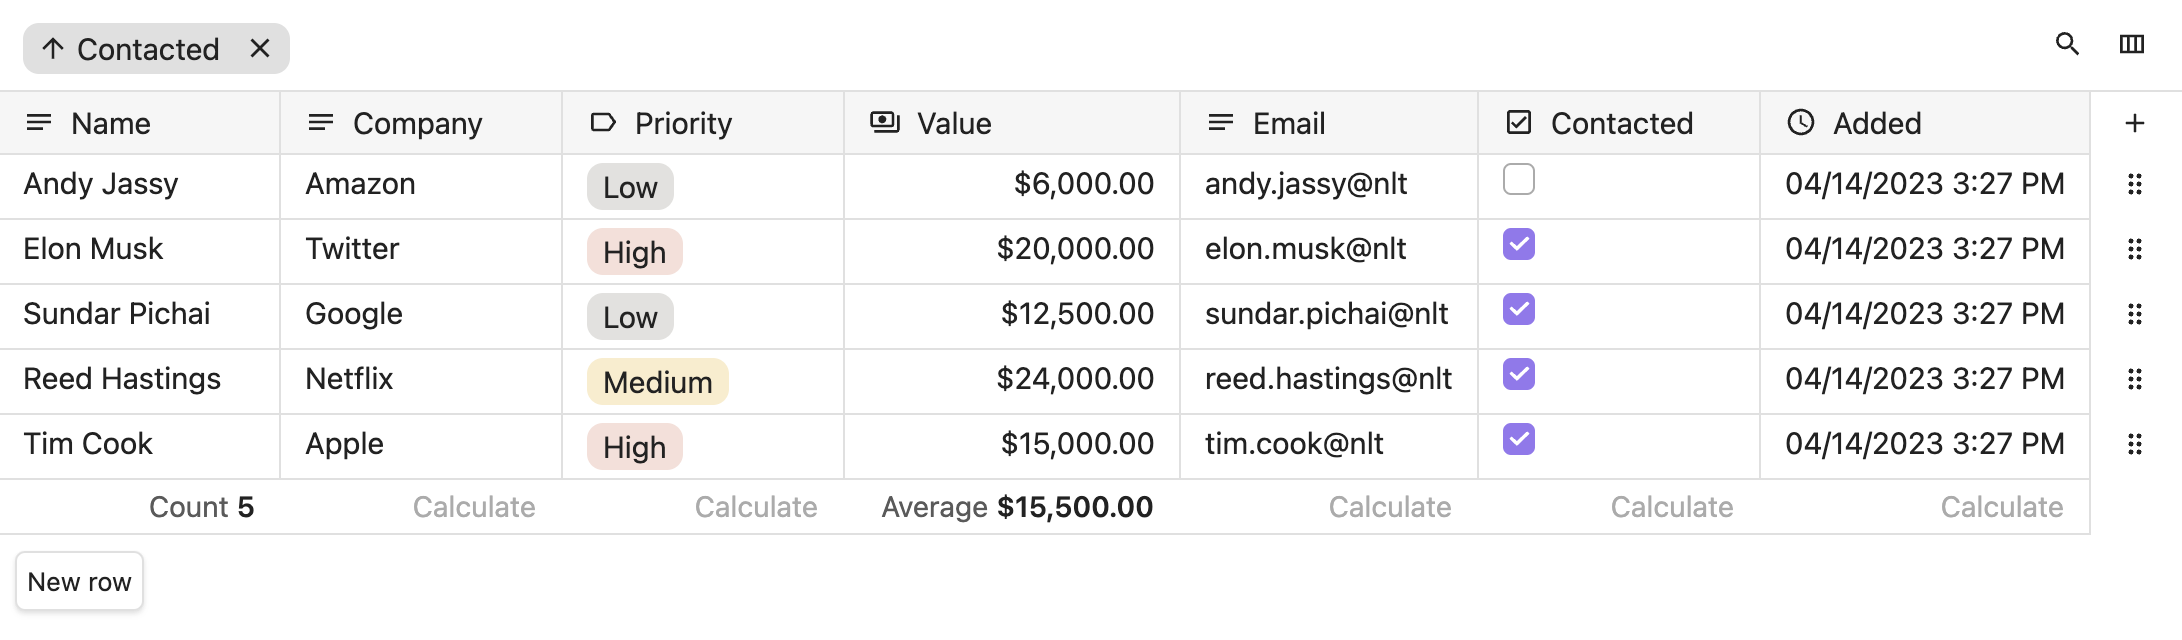 Contacted
Name Company Priority Value Email Contacted Added
Andy Jassy Amazon Low $6,000.00 andy.jassy@nlt 04/14/2023 3:27 PM
Elon Musk Twitter High $20,000.00 elon.musk@nlt 04/14/2023 3:27 PM
Sundar Pichai Google Low $12,500.00 sundar.pichai@nlt 04/14/2023 3:27 PM
Reed Hastings Netflix Medium $24,000.00 reed.hastings@nlt 04/14/2023 3:27 PM
Tim Cook Apple High $15,000.00 tim.cook@nlt 04/14/2023 3:27 PM
Count 5 Calculate Calculate Average $15,500.00 Calculate Calculate Calculate
New row